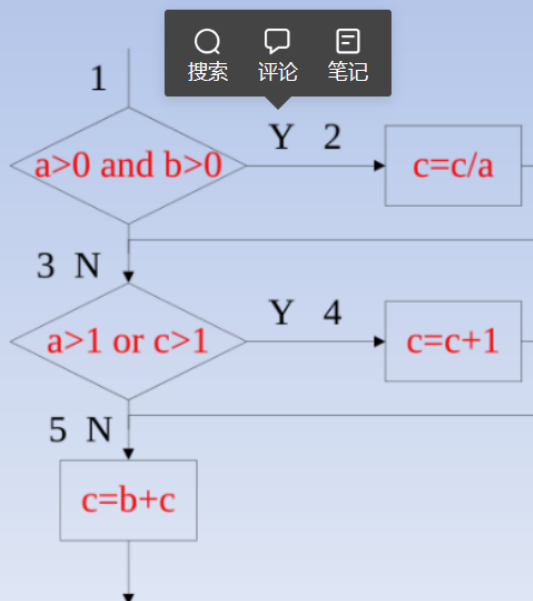 搜索 评论 笔记
1
Y 2
a>0 and b>0
c=c/a
3 N
Y 4
a>1 or c>1
c=c+1
5 N
c=b+c